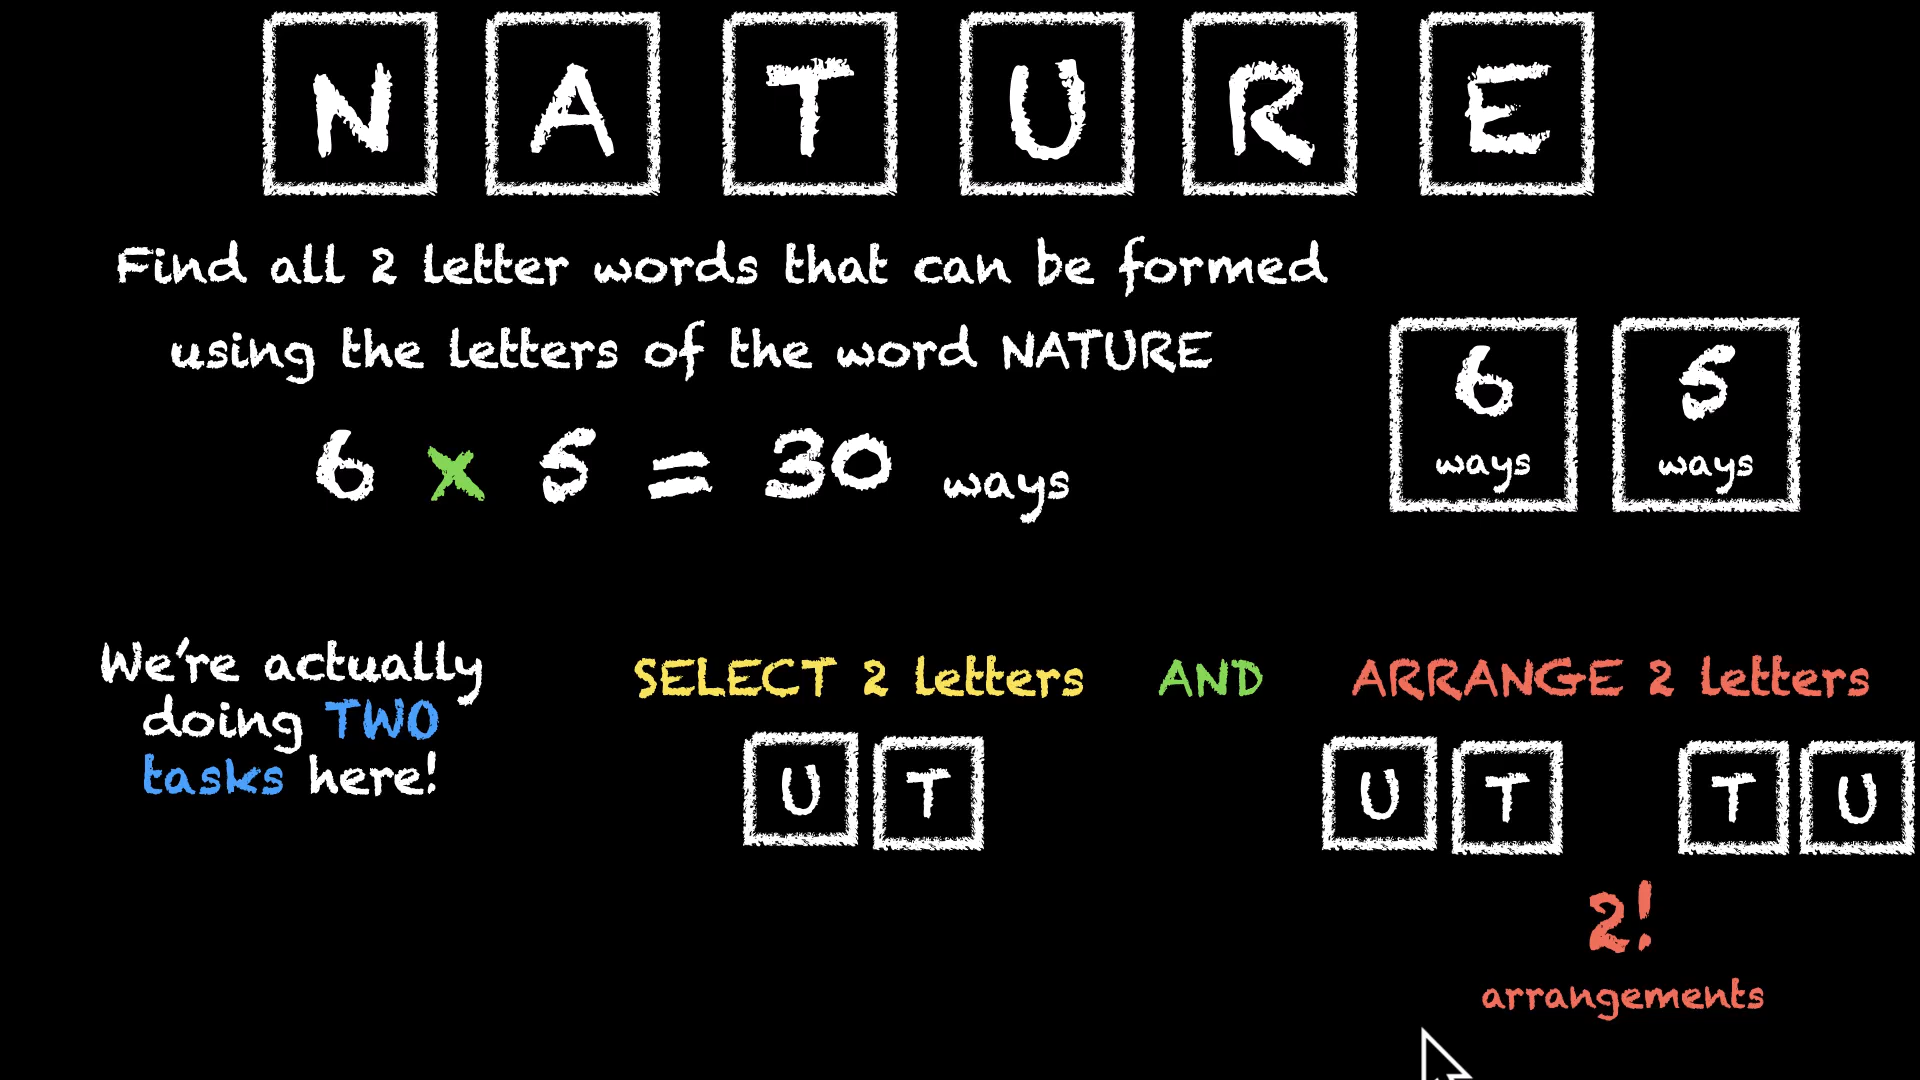 N A T U R E
Find all 2 letter words that can be formed
using the letters of the word NATURE
6 5
ways ways
6 x 5 = 30 ways
We're actually
doing TWO
tasks here!
SELECT 2 letters AND ARRANGE 2 letters
U T U T T U
2!
arrangements